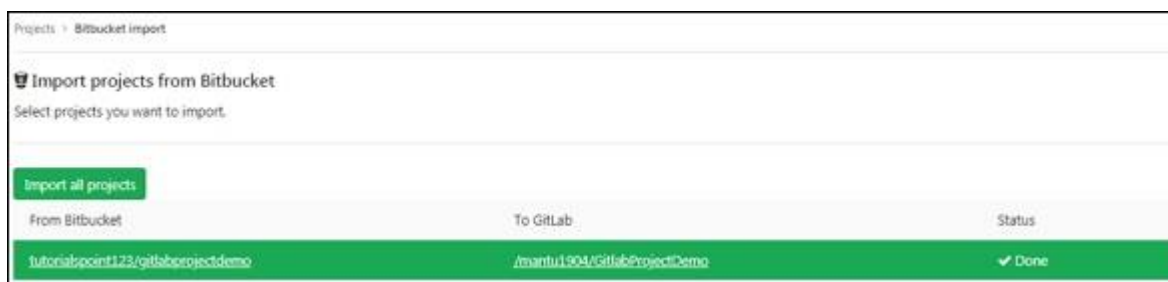 Projects > Bitbucket import
Import projects from Bitbucket
Select projects you want to import.
Import all projects
From Bitbucket To GitLab Status
tutorialspoint123/gitlabprojectdemo /mantu1904/GitlabProjectDemo ✔ Done